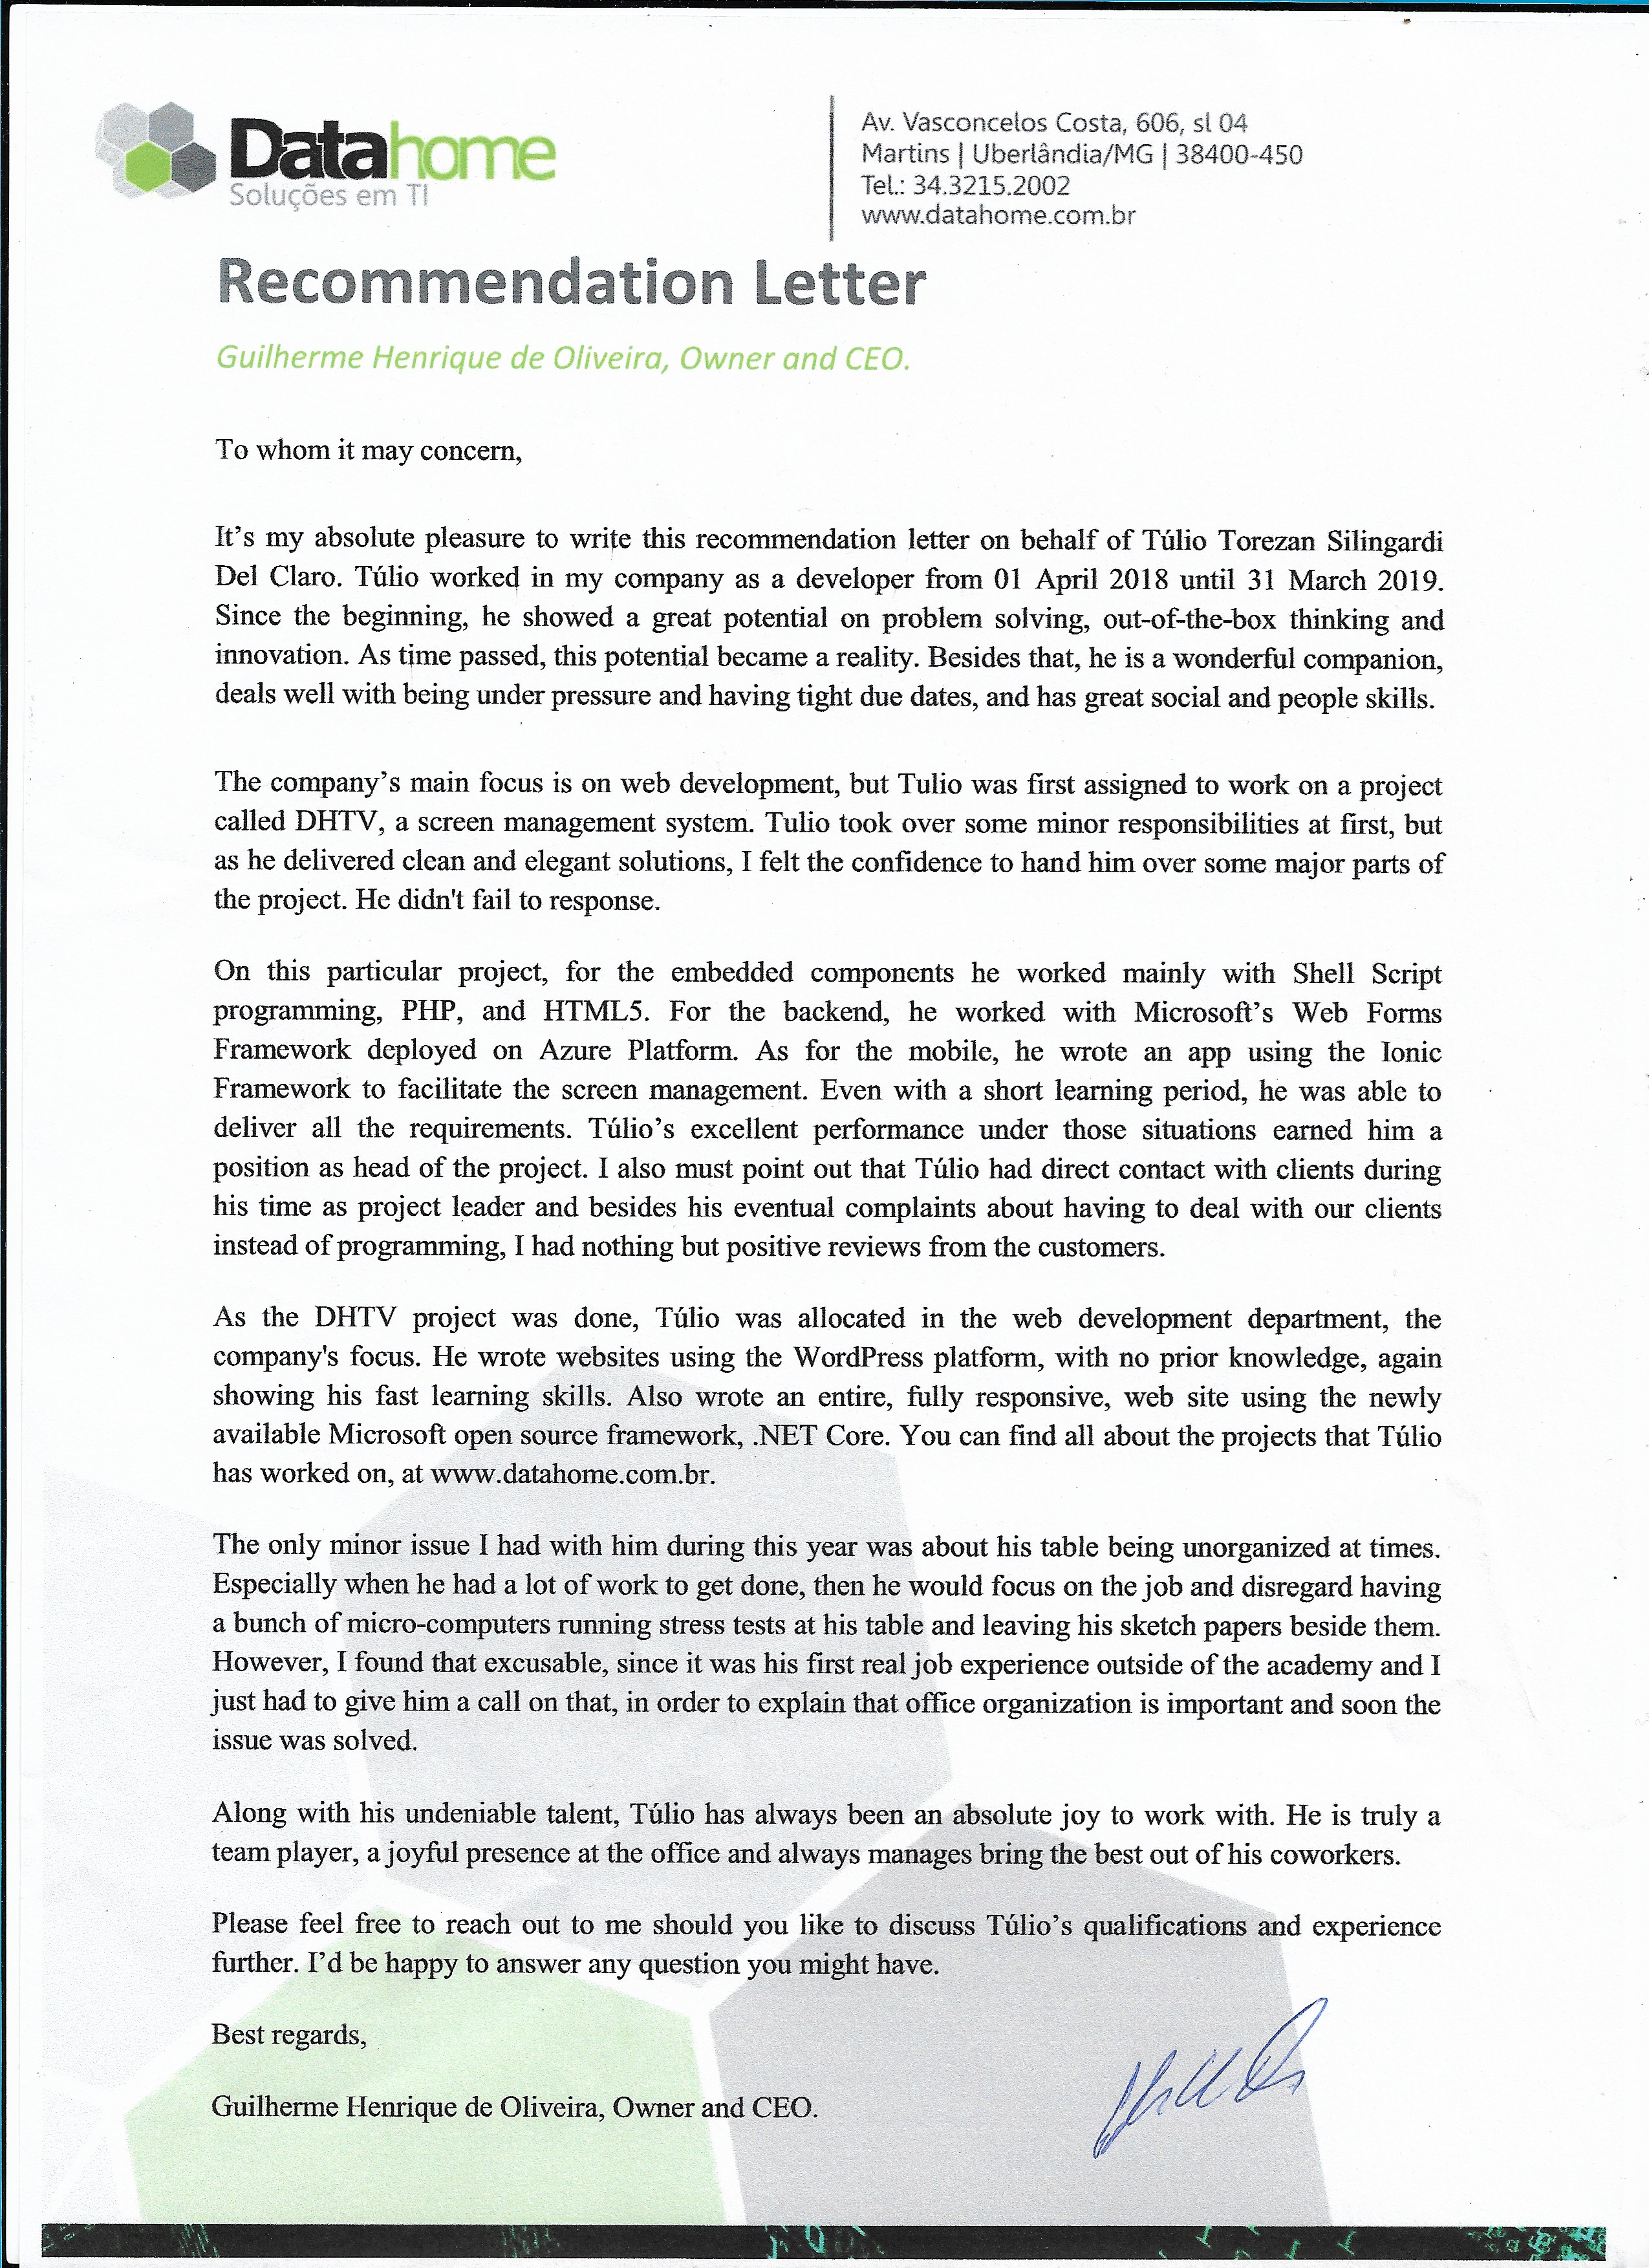 Datahome
Soluções em TI
Av. Vasconcelos Costa, 606, sl 04
Martins | Uberlândia/MG | 38400-450
Tel.: 34.3215.2002
www.datahome.com.br
Recommendation Letter
Guilherme Henrique de Oliveira, Owner and CEO.
To whom it may concern,
It's my absolute pleasure to write this recommendation letter on behalf of Túlio Torezan Silingardi
Del Claro. Túlio worked in my company as a developer from 01 April 2018 until 31 March 2019.
Since the beginning, he showed a great potential on problem solving, out-of-the-box thinking and
innovation. As time passed, this potential became a reality. Besides that, he is a wonderful companion,
deals well with being under pressure and having tight due dates, and has great social and people skills.
The company's main focus is on web development, but Tulio was first assigned to work on a project
called DHTV, a screen management system. Tulio took over some minor responsibilities at first, but
as he delivered clean and elegant solutions, I felt the confidence to hand him over some major parts of
the project. He didn't fail to response.
On this particular project, for the embedded components he worked mainly with Shell Script
programming, PHP, and HTML5. For the backend, he worked with Microsoft's Web Forms
Framework deployed on Azure Platform. As for the mobile, he wrote an app using the Ionic
Framework to facilitate the screen management. Even with a short learning period, he was able to
deliver all the requirements. Túlio's excellent performance under those situations earned him a
position as head of the project. I also must point out that Túlio had direct contact with clients during
his time as project leader and besides his eventual complaints about having to deal with our clients
instead of programming, I had nothing but positive reviews from the customers.
As the DHTV project was done, Túlio was allocated in the web development department, the
company's focus. He wrote websites using the WordPress platform, with no prior knowledge, again
showing his fast learning skills. Also wrote an entire, fully responsive, web site using the newly
available Microsoft open source framework, .NET Core. You can find all about the projects that Túlio
has worked on, at www.datahome.com.br.
The only minor issue I had with him during this year was about his table being unorganized at times.
Especially when he had a lot of work to get done, then he would focus on the job and disregard having
a bunch of micro-computers running stress tests at his table and leaving his sketch papers beside them.
However, I found that excusable, since it was his first real job experience outside of the academy and I
just had to give him a call on that, in order to explain that office organization is important and soon the
issue was solved.
Along with his undeniable talent, Túlio has always been an absolute joy to work with. He is truly a
team player, a joyful presence at the office and always manages bring the best out of his coworkers.
Please feel free to reach out to me should you like to discuss Túlio's qualifications and experience
further. I'd be happy to answer any question you might have.
Best regards,
Guilherme Henrique de Oliveira, Owner and CEO.